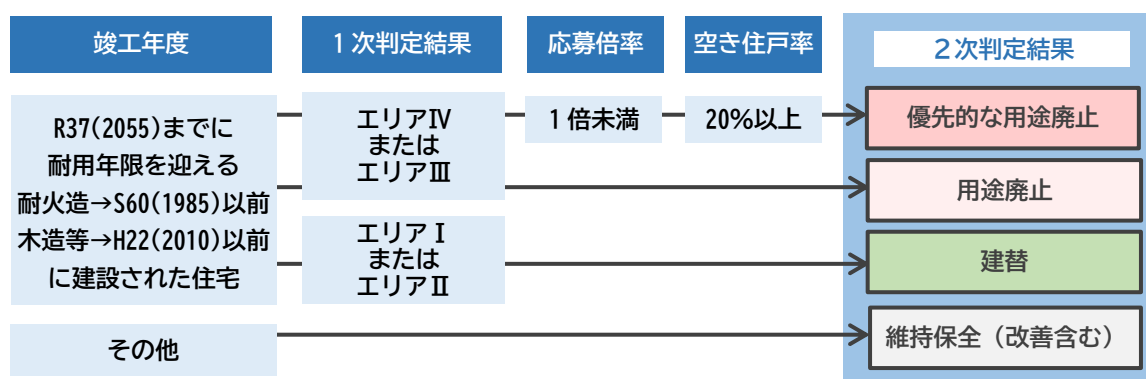 竣工年度
1次判定結果
応募倍率
空き住戸率
2次判定結果
R37(2055)までに
耐用年限を迎える
耐火造→S60(1985)以前
木造等→H22(2010)以前
に建設された住宅
エリアⅣ
または
エリアⅢ
1倍未満
20%以上
優先的な用途廃止
用途廃止
エリアⅠ
または
エリアⅡ
建替
その他
維持保全（改善含む）